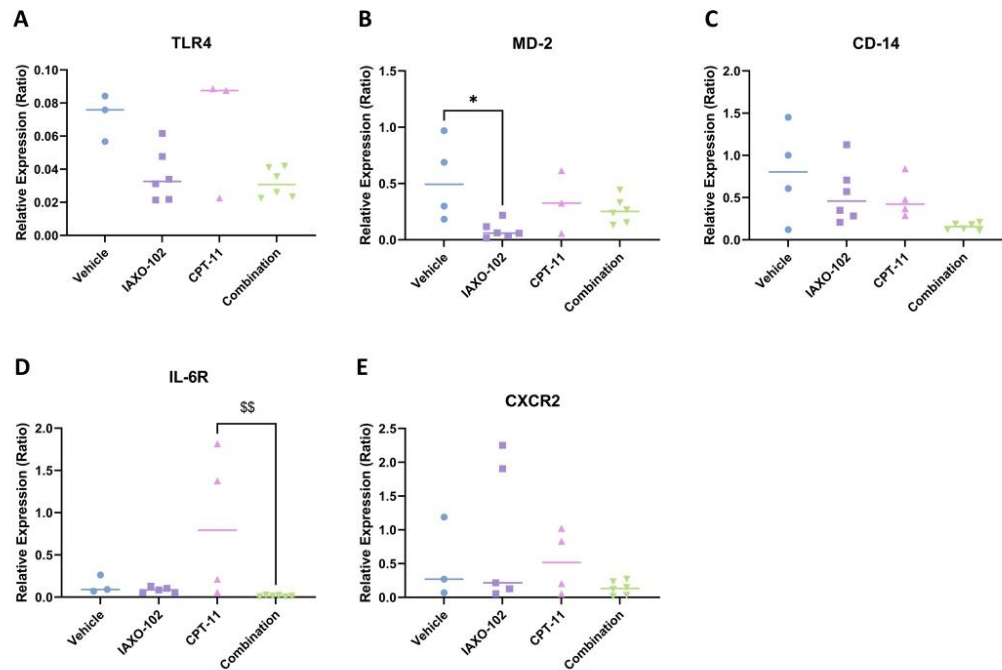 A
TLR4
Relative Expression (Ratio)
0.10
0.08
0.06
0.04
0.02
0.00
Vehicle
IAXO-102
CPT-11
Combination
B
MD-2
Relative Expression (Ratio)
1.5
1.0
0.5
0.0
*
Vehicle
IAXO-102
CPT-11
Combination
C
CD-14
Relative Expression (Ratio)
2.0
1.5
1.0
0.5
0.0
Vehicle
IAXO-102
CPT-11
Combination
D
IL-6R
Relative Expression (Ratio)
2.0
1.5
1.0
0.5
0.0
$$
Vehicle
IAXO-102
CPT-11
Combination
E
CXCR2
Relative Expression (Ratio)
2.5
2.0
1.5
1.0
0.5
0.0
Vehicle
IAXO-102
CPT-11
Combination